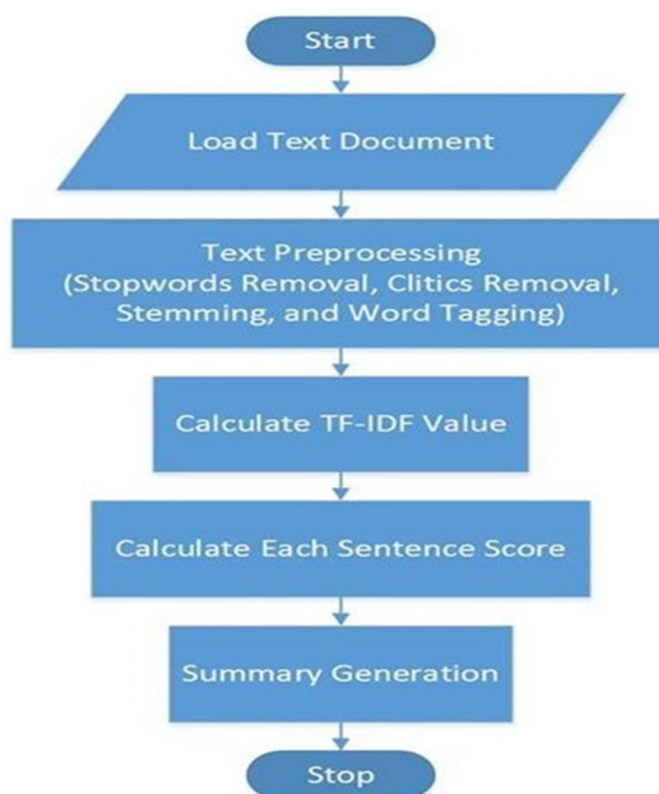 Start
Load Text Document
Text Preprocessing
(Stopwords Removal, Clitics Removal,
Stemming, and Word Tagging)
Calculate TF-IDF Value
Calculate Each Sentence Score
Summary Generation
Stop